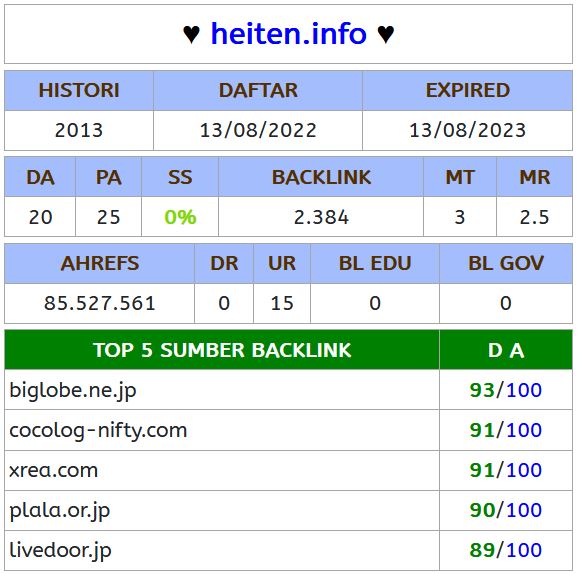 ♥ heiten.info ♥
HISTORI DAFTAR EXPIRED
2013 13/08/2022 13/08/2023
DA PA SS BACKLINK MT MR
20 25 0% 2.384 3 2.5
AHREFS DR UR BL EDU BL GOV
85.527.561 0 15 0 0
TOP 5 SUMBER BACKLINK D A
biglobe.ne.jp 93/100
cocolog-nifty.com 91/100
xrea.com 91/100
plala.or.jp 90/100
livedoor.jp 89/100